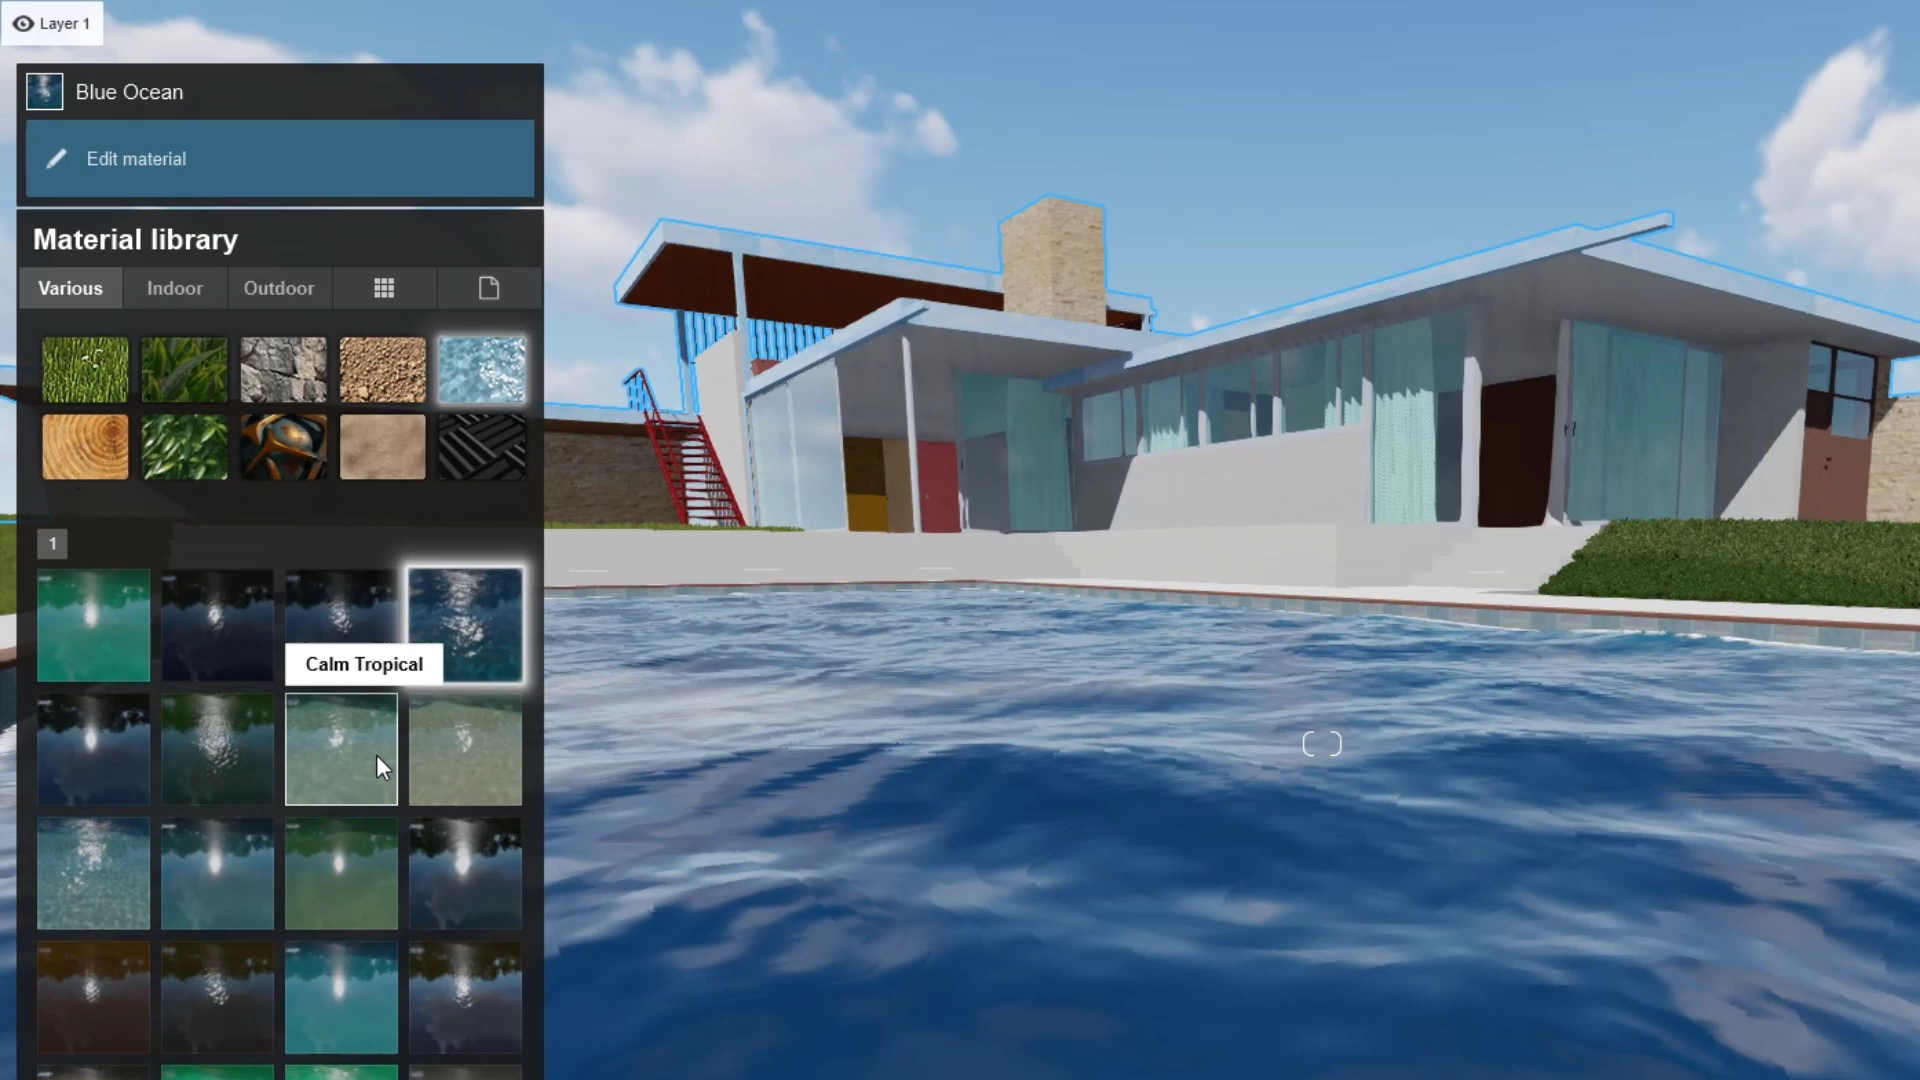 Layer 1
Blue Ocean
Edit material
Material library
Various
Indoor
Outdoor
1
Calm Tropical